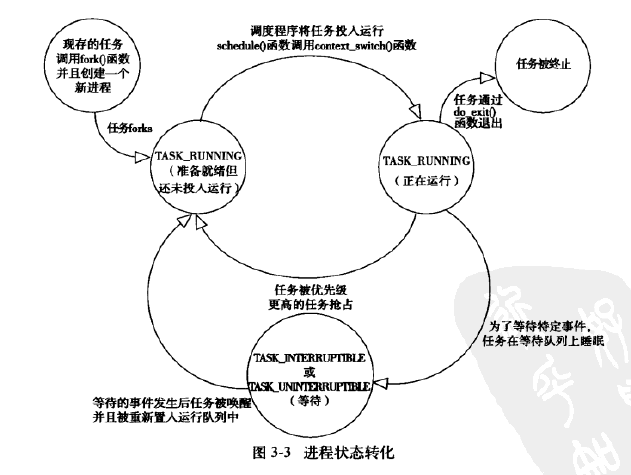 现存的任务
调用fork()函数
并且创建一个
新进程
调度程序将任务投入运行
schedule()函数调用context_switch()函数
任务被终止
任务通过
do_exit()
函数退出
任务forks
TASK_RUNNING
（准备就绪但
还未投入运行）
TASK_RUNNING
（正在运行）
任务被优先级
更高的任务抢占
为了等待特定事件，
任务在等待队列上睡眠
TASK_INTERRUPTIBLE
或
TASK_UNINTERRUPTIBLE
（等待）
等待的事件发生后任务被唤醒
并且被重新置入运行队列中
图 3-3 进程状态转化